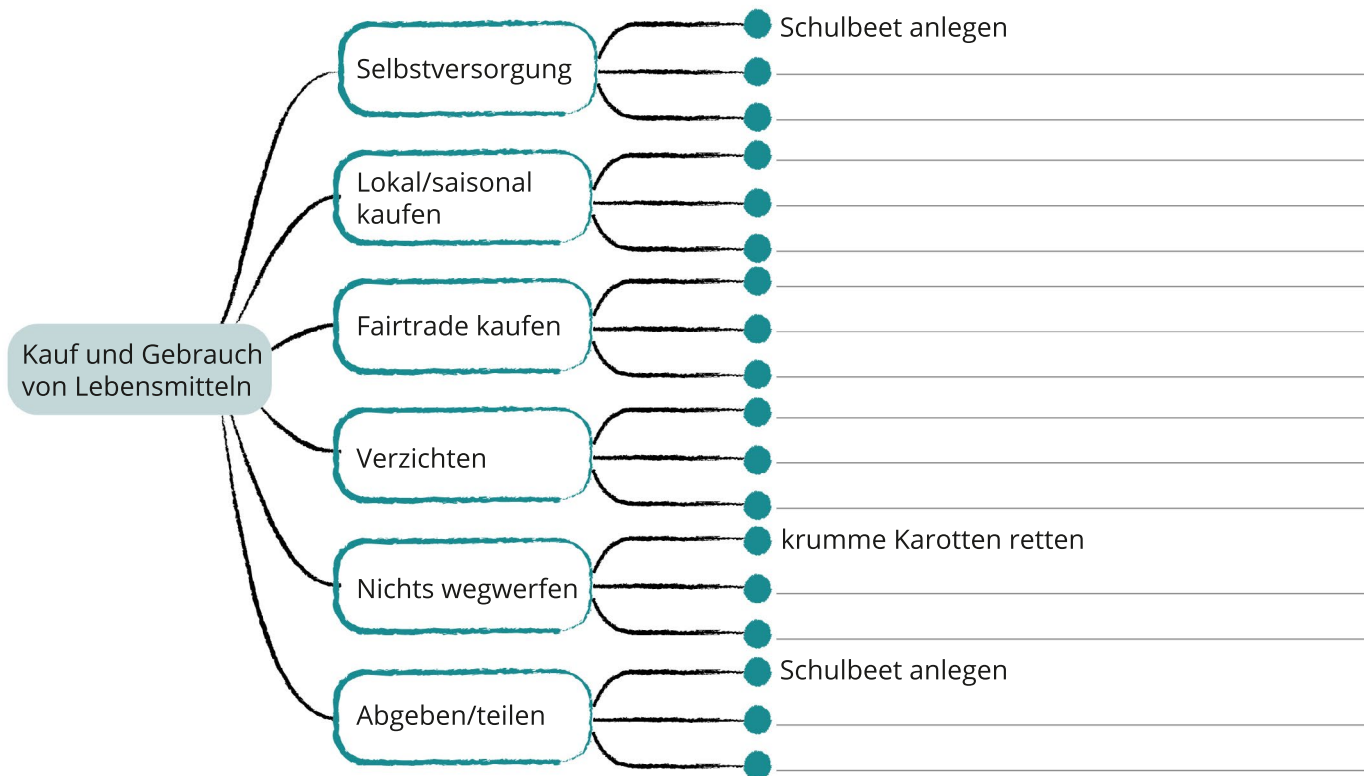 Selbstversorgung
Schulbeet anlegen
Lokal/saisonal
kaufen
Fairtrade kaufen
Kauf und Gebrauch
von Lebensmitteln
Verzichten
Nichts wegwerfen
krumme Karotten retten
Abgeben/teilen
Schulbeet anlegen